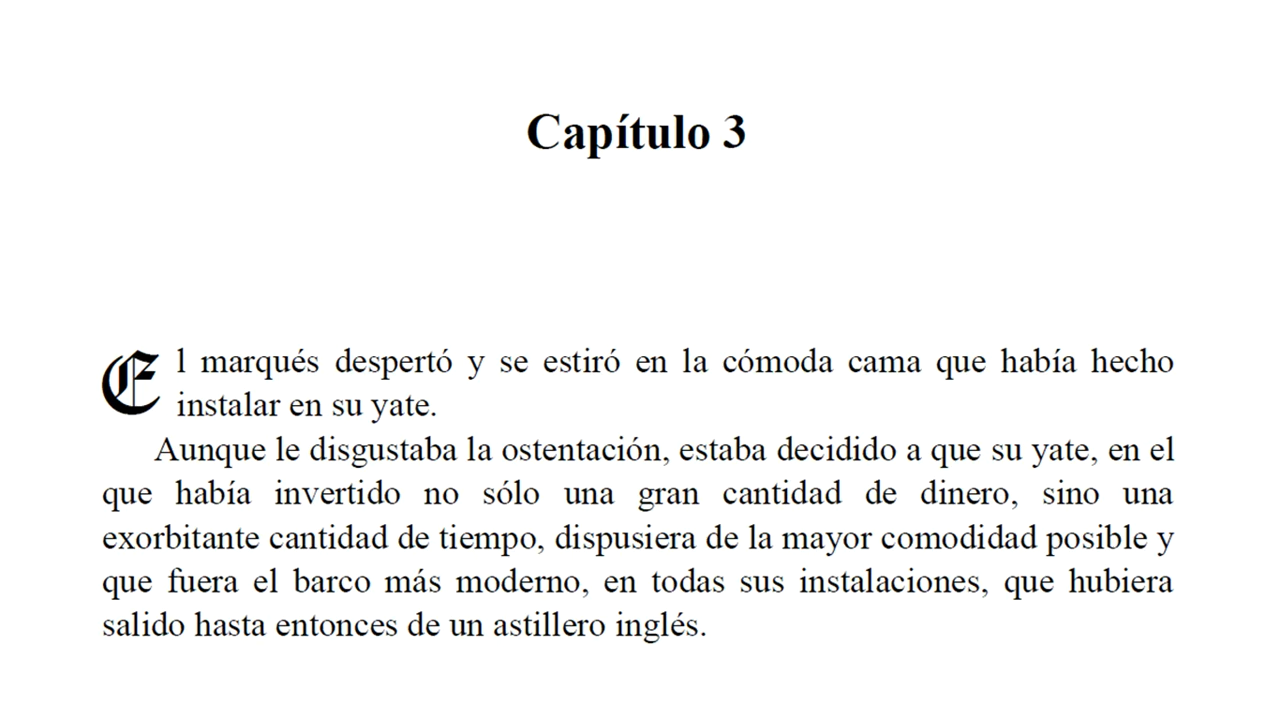 Capítulo 3
El marqués despertó y se estiró en la cómoda cama que había hecho
instalar en su yate.
Aunque le disgustaba la ostentación, estaba decidido a que su yate, en el
que había invertido no sólo una gran cantidad de dinero, sino una
exorbitante cantidad de tiempo, dispusiera de la mayor comodidad posible y
que fuera el barco más moderno, en todas sus instalaciones, que hubiera
salido hasta entonces de un astillero inglés.